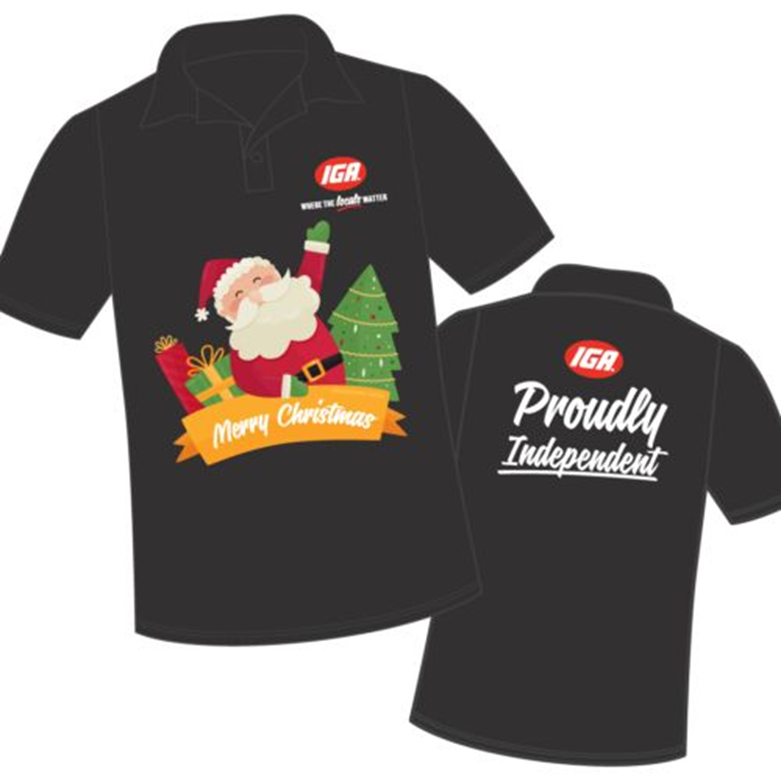 IGA
WHERE THE locals MATTER
Merry Christmas
IGA
Proudly
Independent